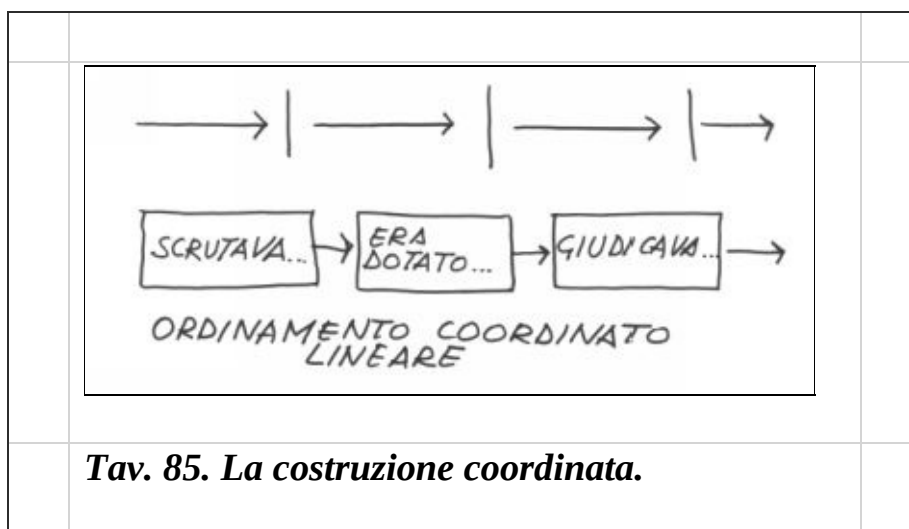 SCRUTAVA...
ERA
DOTATO...
GIUDICAVA...
ORDINAMENTO COORDINATO
LINEARE
Tav. 85. La costruzione coordinata.